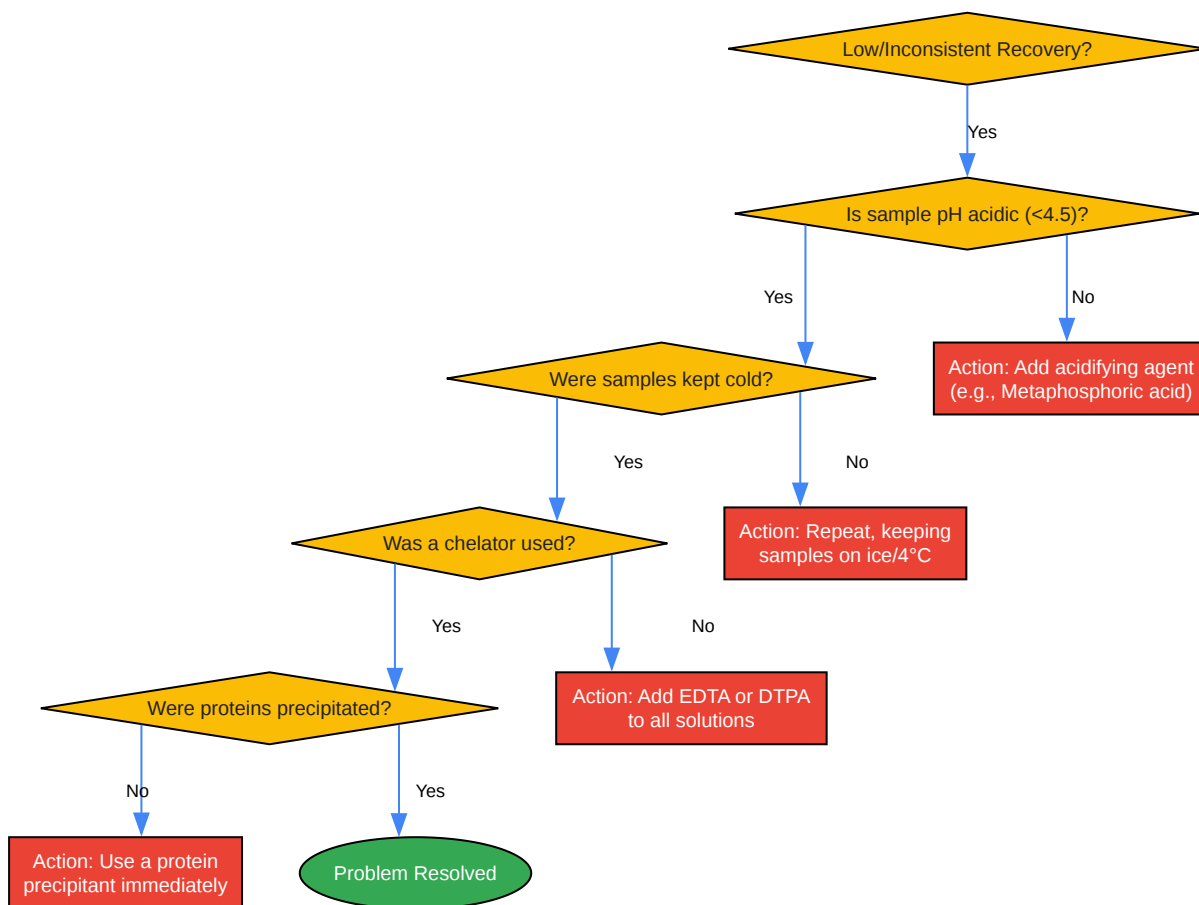 Low/Inconsistent Recovery?
Yes
Is sample pH acidic (<4.5)?
Yes
No
Were samples kept cold?
Action: Add acidifying agent
(e.g., Metaphosphoric acid)
Yes
No
Was a chelator used?
Action: Repeat, keeping
samples on ice/4°C
Yes
No
Were proteins precipitated?
Action: Add EDTA or DTPA
to all solutions
No
Yes
Action: Use a protein
precipitant immediately
Problem Resolved